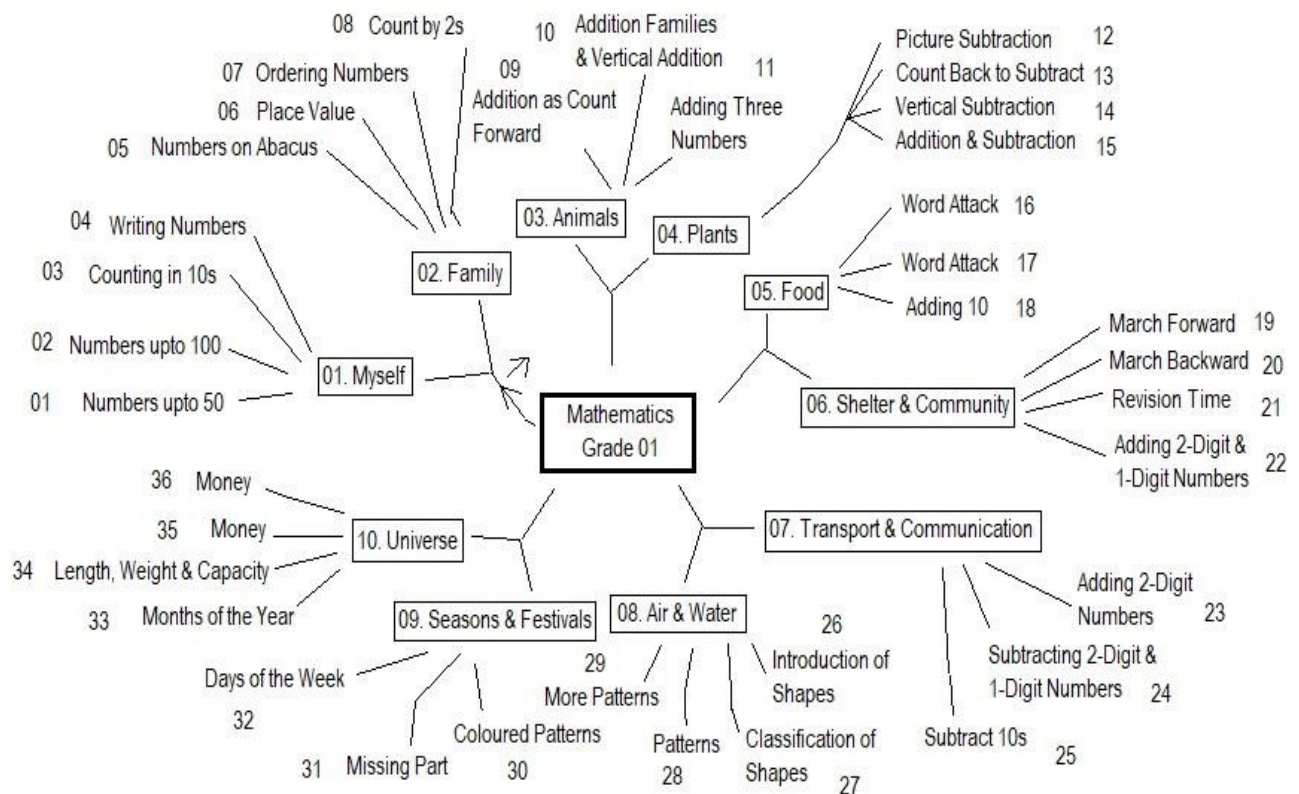 Mathematics
Grade 01
01. Myself
01 Numbers upto 50
02 Numbers upto 100
03 Counting in 10s
04 Writing Numbers
02. Family
05 Numbers on Abacus
06 Place Value
07 Ordering Numbers
08 Count by 2s
03. Animals
09
Addition as Count
Forward
10 Addition Families
& Vertical Addition
11
Adding Three
Numbers
04. Plants
Picture Subtraction 12
Count Back to Subtract 13
Vertical Subtraction 14
Addition & Subtraction 15
05. Food
Word Attack 16
Word Attack 17
Adding 10 18
06. Shelter & Community
March Forward 19
March Backward 20
Revision Time 21
Adding 2-Digit &
1-Digit Numbers 22
07. Transport & Communication
Adding 2-Digit
Numbers 23
Subtracting 2-Digit &
1-Digit Numbers 24
Subtract 10s 25
08. Air & Water
26
Introduction of
Shapes
Classification of
Shapes 27
Patterns
28
29
More Patterns
09. Seasons & Festivals
Coloured Patterns
30
31 Missing Part
Days of the Week
32
10. Universe
33 Months of the Year
34 Length, Weight & Capacity
35 Money
36 Money